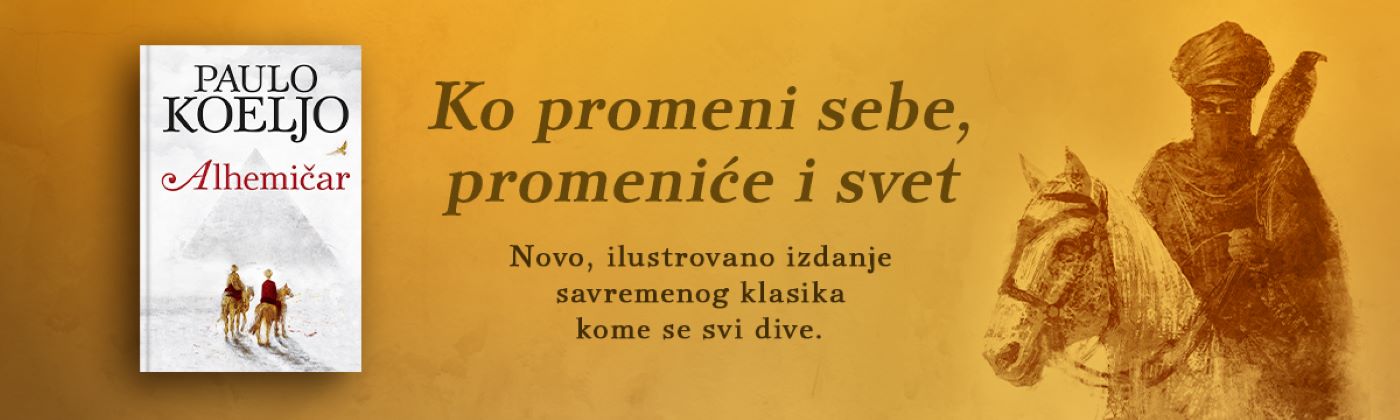 PAULO
KOELJO
Alhemičar
Ko promeni sebe,
promeniće i svet
Novo, ilustrovano izdanje
savremenog klasika
kome se svi dive.